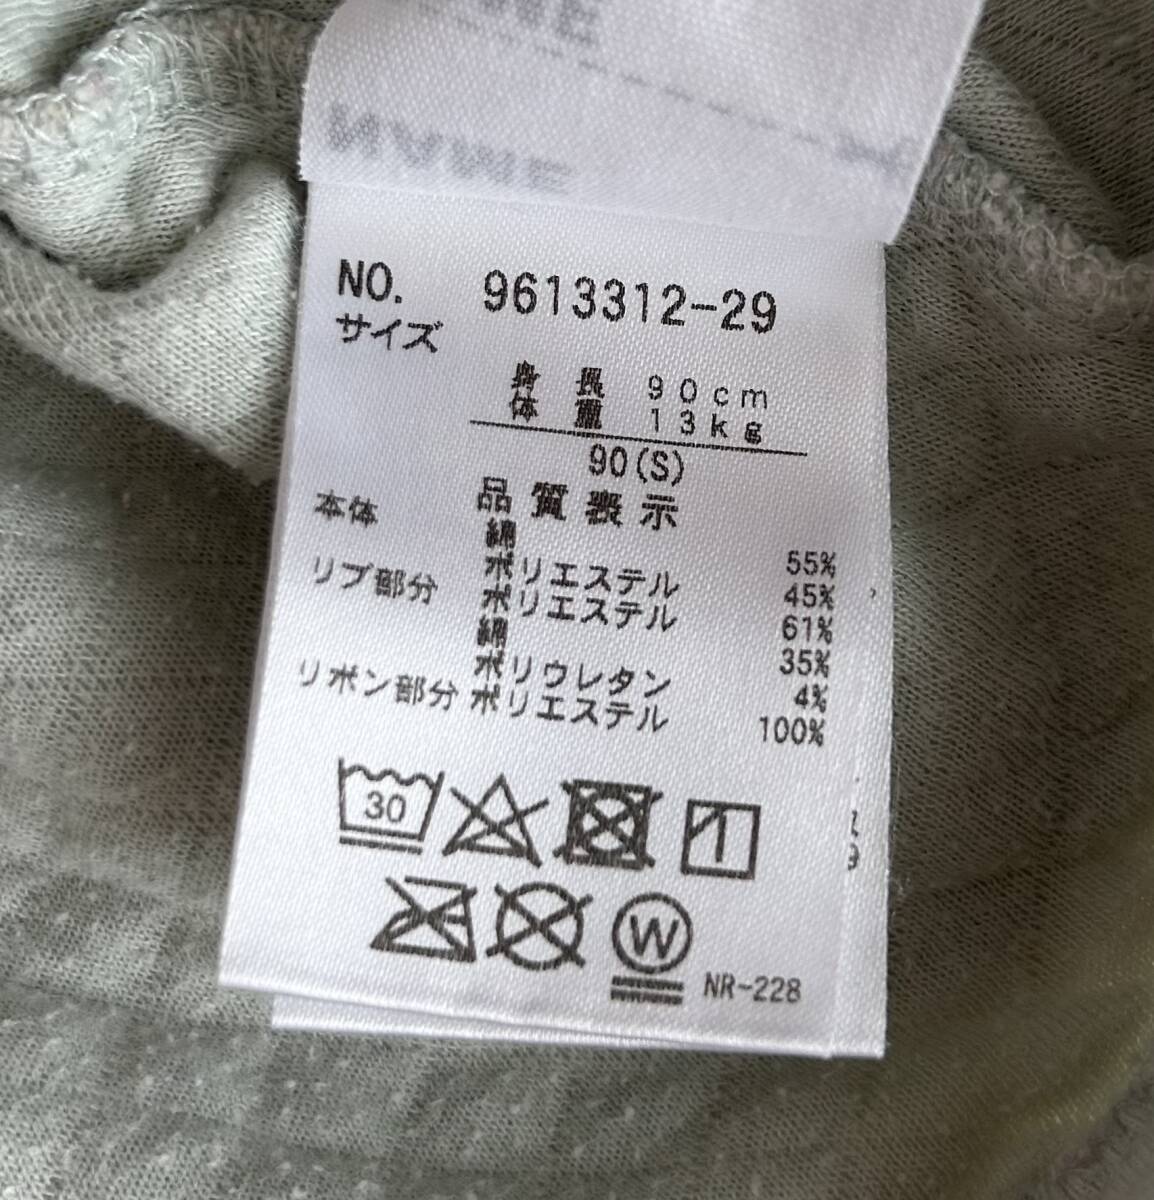 NO. 9613312-29
サイズ
身長 90cm
体重 13kg
90(S)
品質表示
本体 綿 55%
ポリエステル 45%
リブ部分 ポリエステル 61%
綿 35%
ポリウレタン 4%
リボン部分 ポリエステル 100%
30
W
NR-228